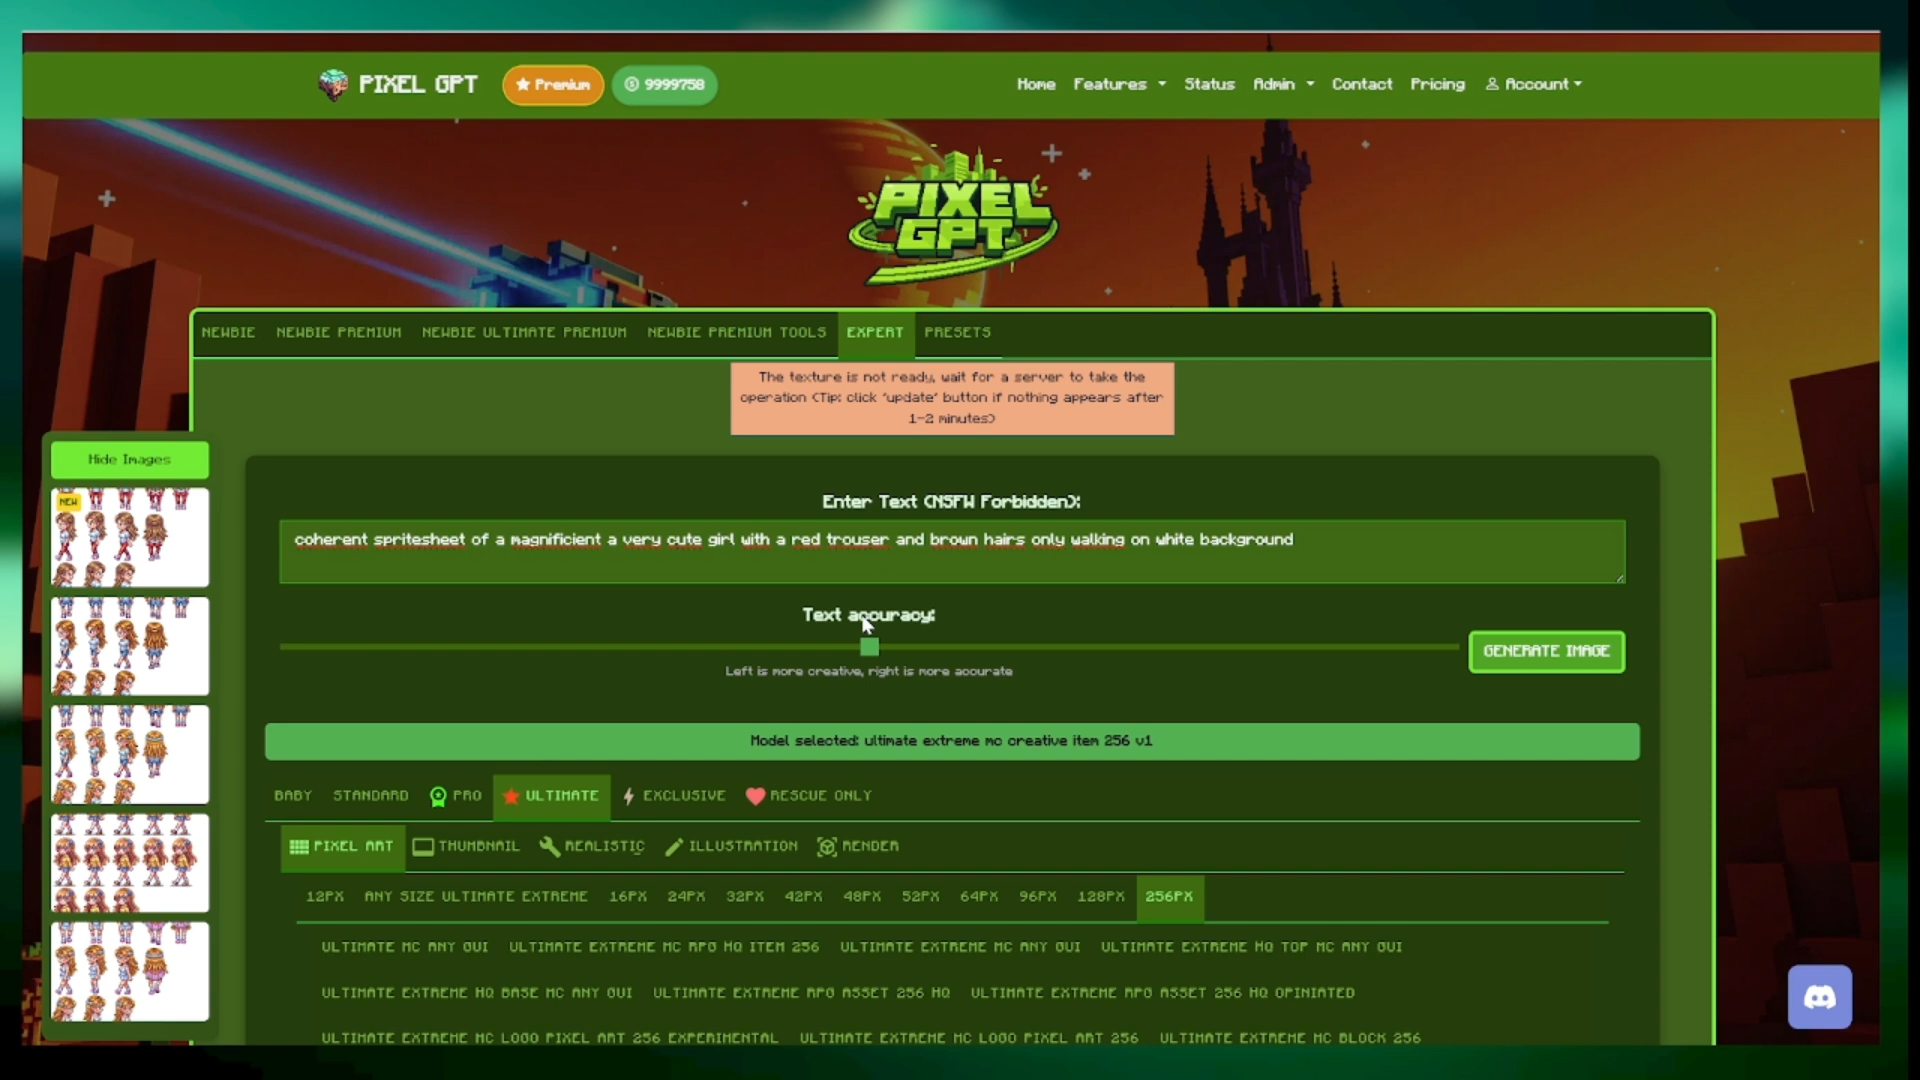 PIXEL GPT
Premium
9999758
Home
Features
Status
Admin
Contact
Pricing
Account
PIXEL
GPT
NEWBIE
NEWBIE PREMIUM
NEWBIE ULTIMATE PREMIUM
NEWBIE PREMIUM TOOLS
EXPERT
PRESETS
The texture is not ready, wait for a server to take the
operation (Tip: click 'update' button if nothing appears after
1-2 minutes)
Hide Images
NEW
Enter Text (NSFW Forbidden):
coherent spritesheet of a magnificient a very cute girl with a red trouser and brown hairs only walking on white background
Text accuracy:
GENERATE IMAGE
Left is more creative, right is more accurate
Model selected: ultimate extreme mc creative item 256 v1
BABY
STANDARD
PRO
ULTIMATE
EXCLUSIVE
RESCUE ONLY
PIXEL ART
THUMBNAIL
REALISTIC
ILLUSTRATION
RENDER
12PX
ANY SIZE ULTIMATE EXTREME
16PX
24PX
32PX
42PX
48PX
52PX
64PX
96PX
128PX
256PX
ULTIMATE MC ANY GUI
ULTIMATE EXTREME MC RPG HQ ITEM 256
ULTIMATE EXTREME MC ANY GUI
ULTIMATE EXTREME HQ TOP MC ANY GUI
ULTIMATE EXTREME HQ BASE MC ANY GUI
ULTIMATE EXTREME RPG ASSET 256 HQ
ULTIMATE EXTREME RPG ASSET 256 HQ OPINIATED
ULTIMATE EXTREME MC LOGO PIXEL ART 256 EXPERIMENTAL
ULTIMATE EXTREME MC LOGO PIXEL ART 256
ULTIMATE EXTREME MC BLOCK 256